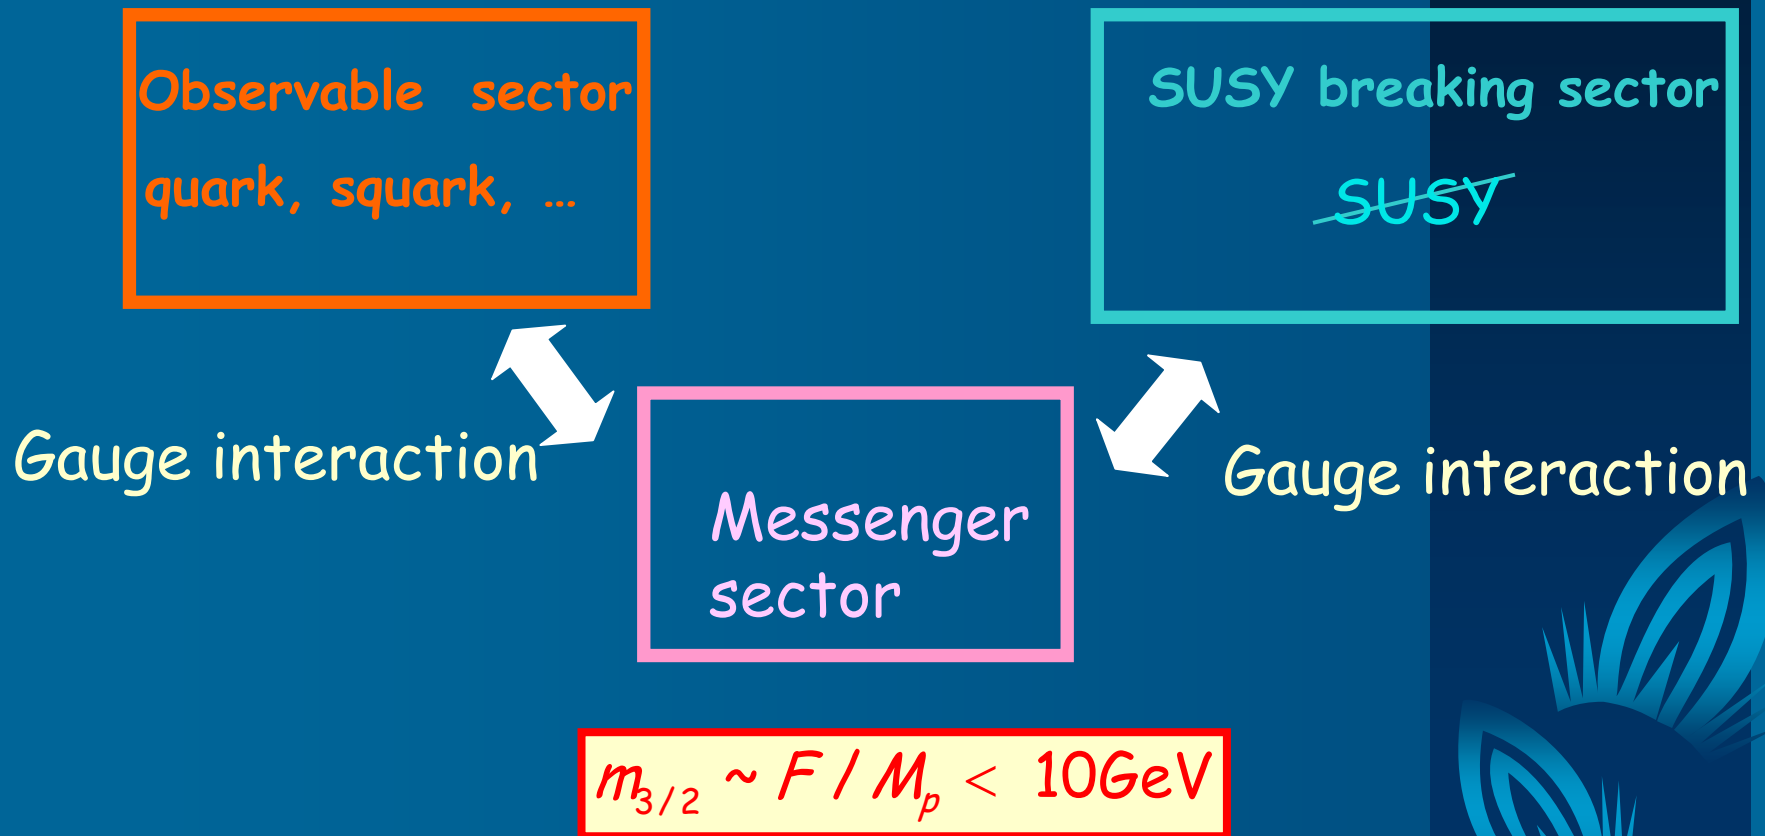 Observable sector
quark, squark, ...
SUSY breaking sector
SUSY
Gauge interaction
Gauge interaction
Messenger
sector
m3/2 ~ F / Mp < 10GeV